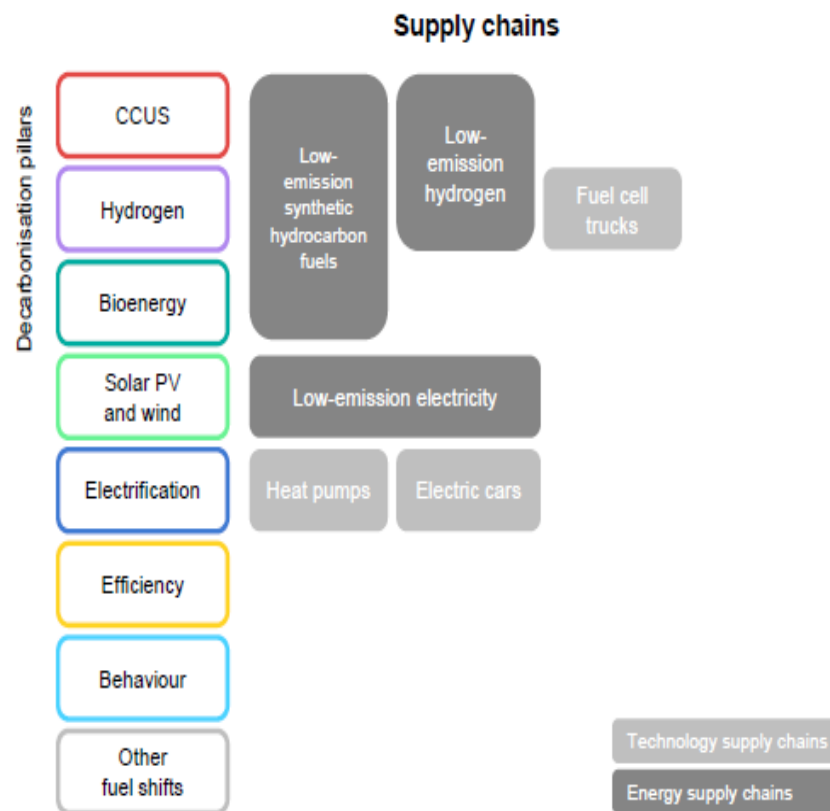 Supply chains
Decarbonisation pillars
CCUS
Low-
emission
synthetic
hydrocarbon
fuels
Low-
emission
hydrogen
Hydrogen
Fuel cell
trucks
Bioenergy
Solar PV
and wind
Low-emission electricity
Electrification
Heat pumps
Electric cars
Efficiency
Behaviour
Other
fuel shifts
Technology supply chains
Energy supply chains